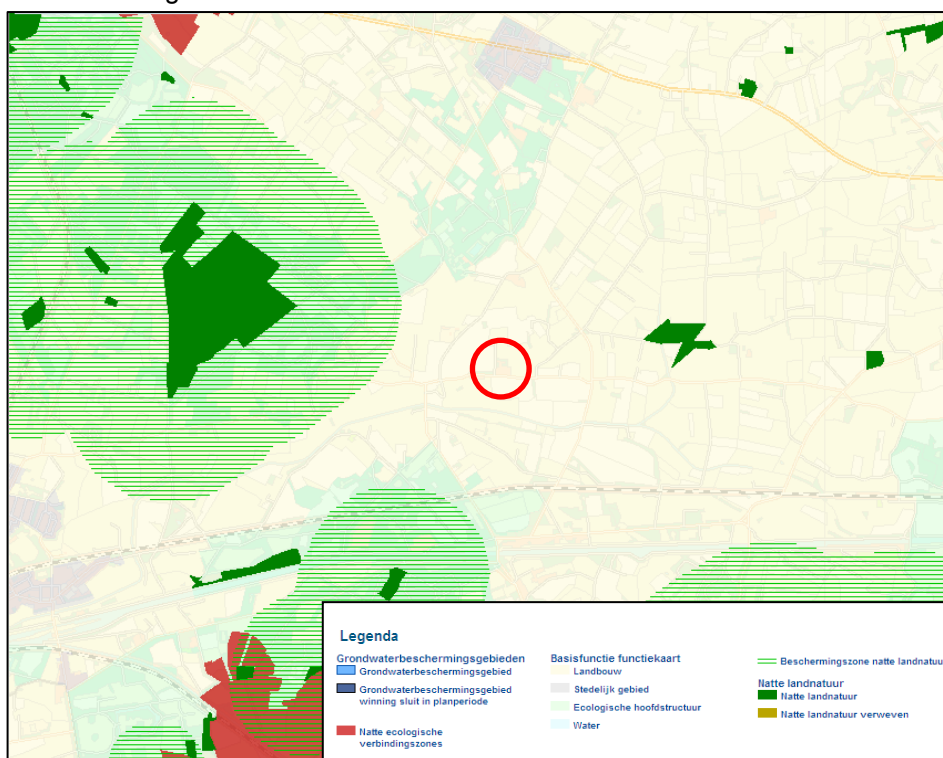 Legenda
Grondwaterbeschermingsgebieden
Grondwaterbeschermingsgebied
Grondwaterbeschermingsgebied
winning sluit in planperiode
Natte ecologische
verbindingszones
Basisfunctie functiekaart
Landbouw
Stedelijk gebied
Ecologische hoofdstructuur
Water
Beschermingszone natte landnatuu
Natte landnatuur
Natte landnatuur
Natte landnatuur verweven